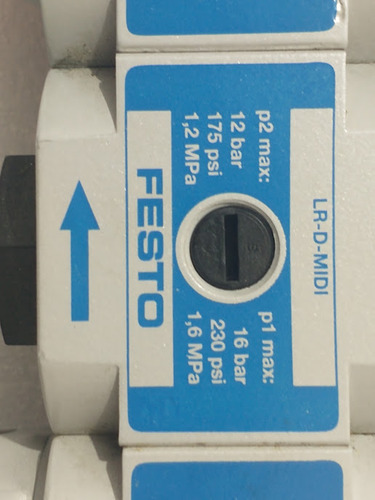 LR-D-MIDI
p2 max:
12 bar
175 psi
1,2 MPa
p1 max:
16 bar
230 psi
1,6 MPa
FESTO